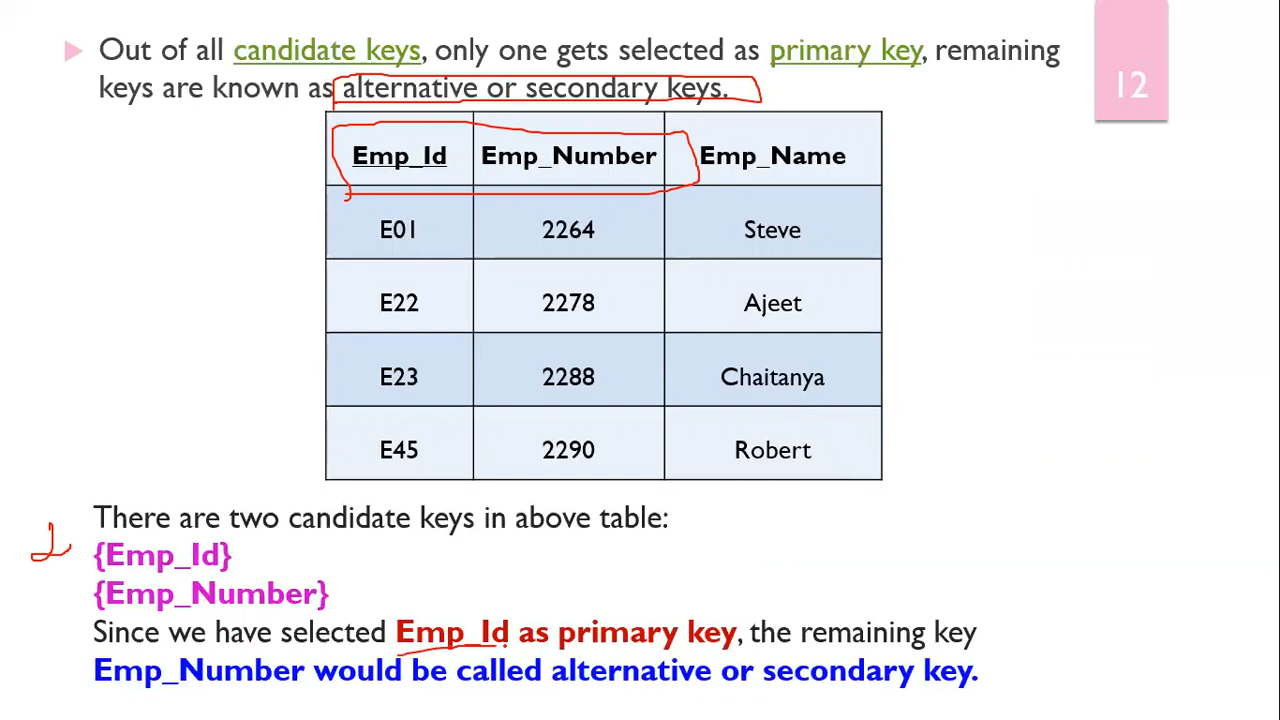 Out of all candidate keys, only one gets selected as primary key, remaining
keys are known as alternative or secondary keys.
12
Emp_Id Emp_Number Emp_Name
E01 2264 Steve
E22 2278 Ajeet
E23 2288 Chaitanya
E45 2290 Robert
There are two candidate keys in above table:
{Emp_Id}
{Emp_Number}
Since we have selected Emp_Id as primary key, the remaining key
Emp_Number would be called alternative or secondary key.